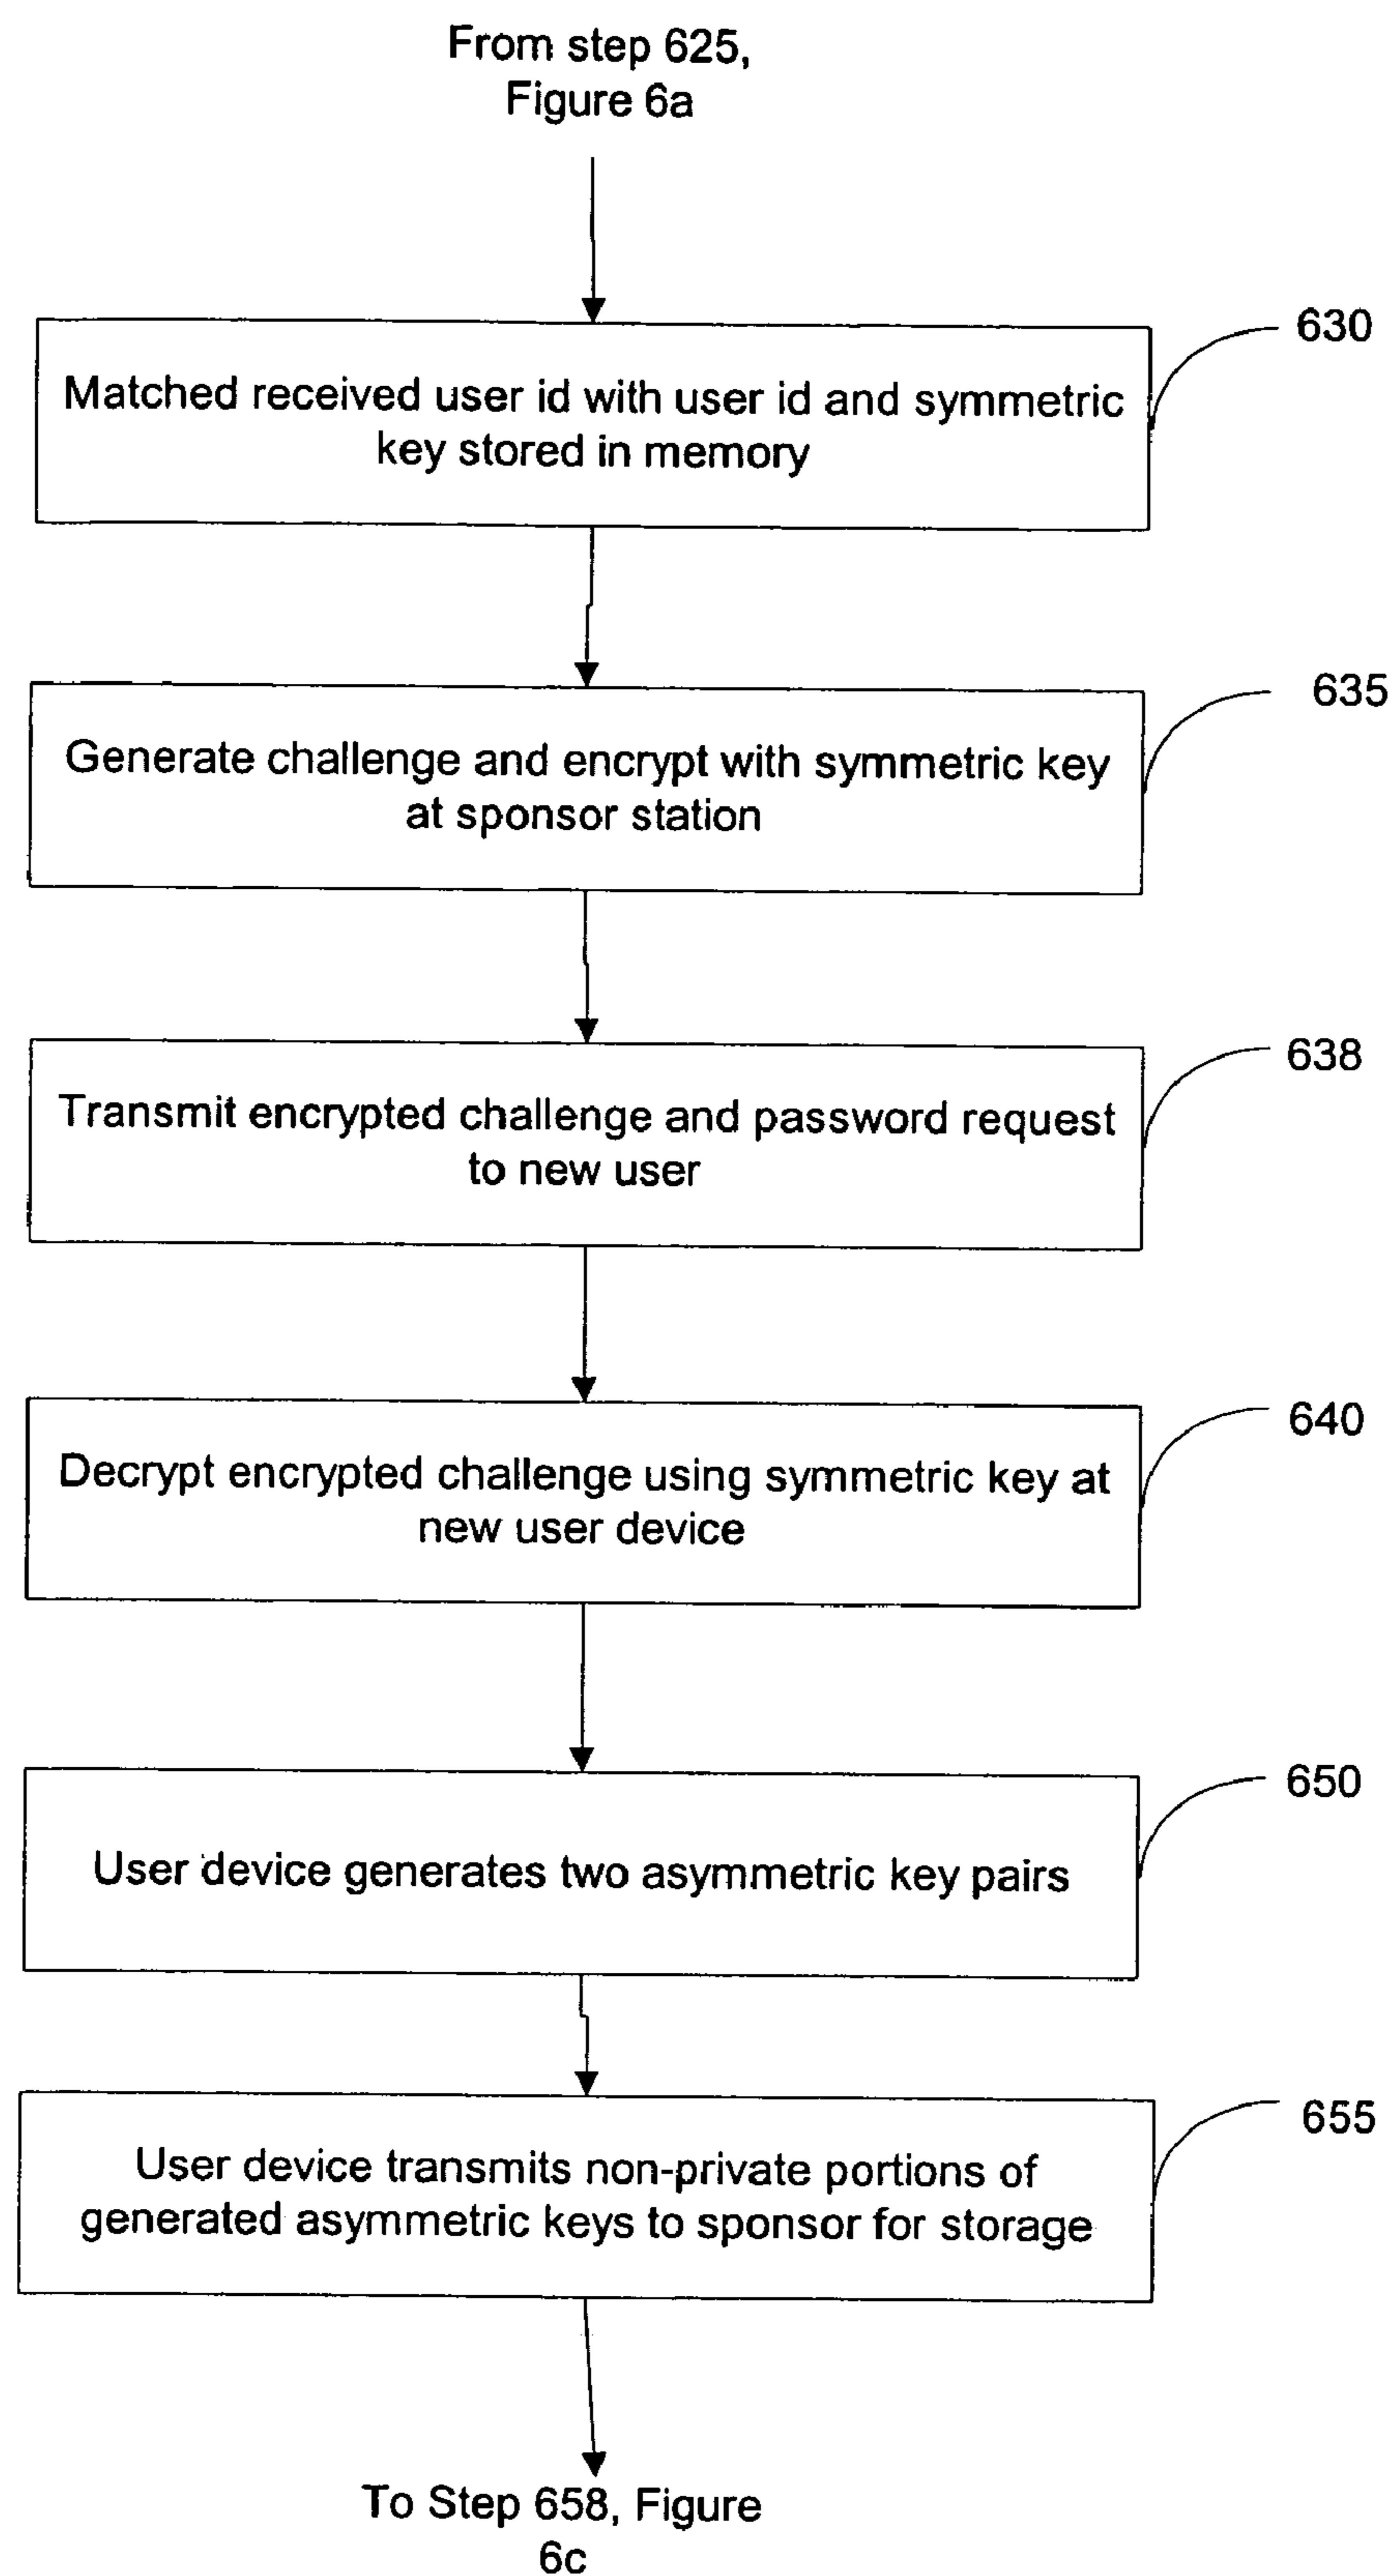 From step 625,
Figure 6a
630
Matched received user id with user id and symmetric
key stored in memory
635
Generate challenge and encrypt with symmetric key
at sponsor station
638
Transmit encrypted challenge and password request
to new user
640
Decrypt encrypted challenge using symmetric key at
new user device
650
User device generates two asymmetric key pairs
655
User device transmits non-private portions of
generated asymmetric keys to sponsor for storage
To Step 658, Figure
6c